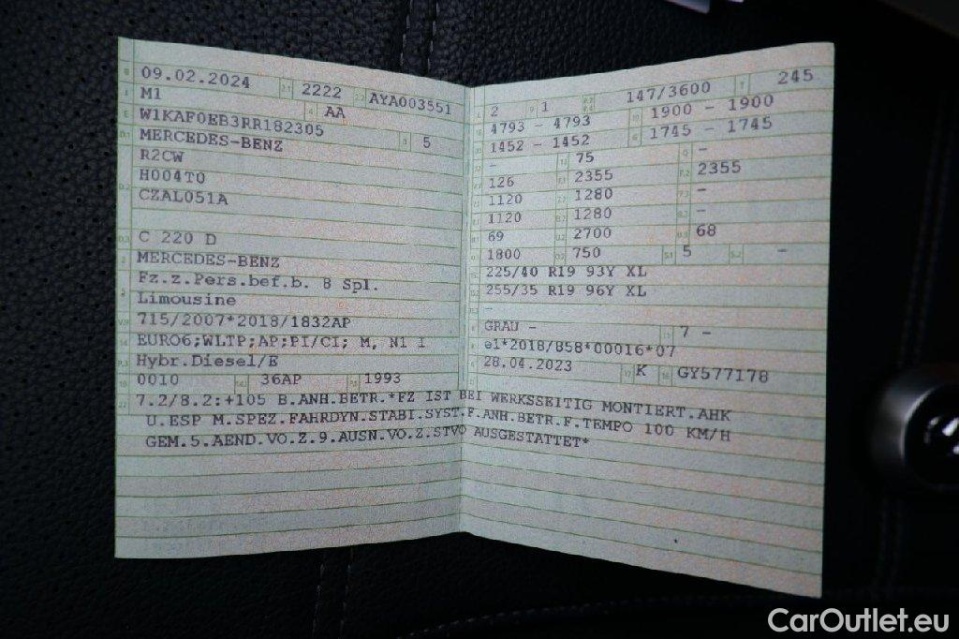 09.02.2024 2222 AYA003551
M1 AA
W1KAF0EB3RR182305
MERCEDES-BENZ 5
R2CW
H004T0
CZAL051A
C 220 D
MERCEDES-BENZ
Fz.z.Pers.bef.b. 8 Spl.
Limousine
715/2007*2018/1832AP
EURO6;WLTP;AP;PI/CI; M, N1 I
Hybr.Diesel/E
0010 36AP 1993
2 1 147/3600 245
4793 - 4793 1900 - 1900
1452 - 1452 1745 - 1745
- 75 -
126 2355 2355
1120 1280 -
1120 1280 -
69 2700 68
1800 750 5 -
225/40 R19 93Y XL
255/35 R19 96Y XL
-
GRAU - 7 -
e1*2018/858*00016*07
28.04.2023 K GY577178
7.2/8.2:+105 B.ANH.BETR.*FZ IST BEI WERKSSEITIG MONTIERT.AHK
U.ESP M.SPEZ.FAHRDYN.STABI.SYST.F.ANH.BETR.F.TEMPO 100 KM/H
GEM.5.AEND.VO.Z.9.AUSN.VO.Z.STVO AUSGESTATTET*
CarOutlet.eu